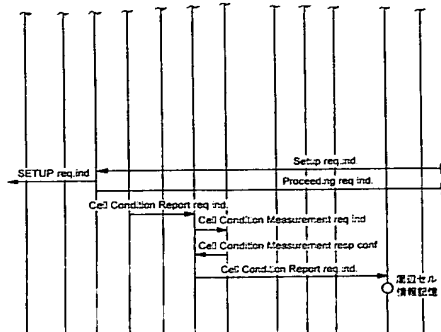 Setup req.ind
SETUP req.ind
Proceeding req ind.
Cell Condition Report req ind.
Cell Condition Measurement req ind
Cell Condition Measurement resp conf
Cell Condition Report req.ind.
周辺セル
情報記憶